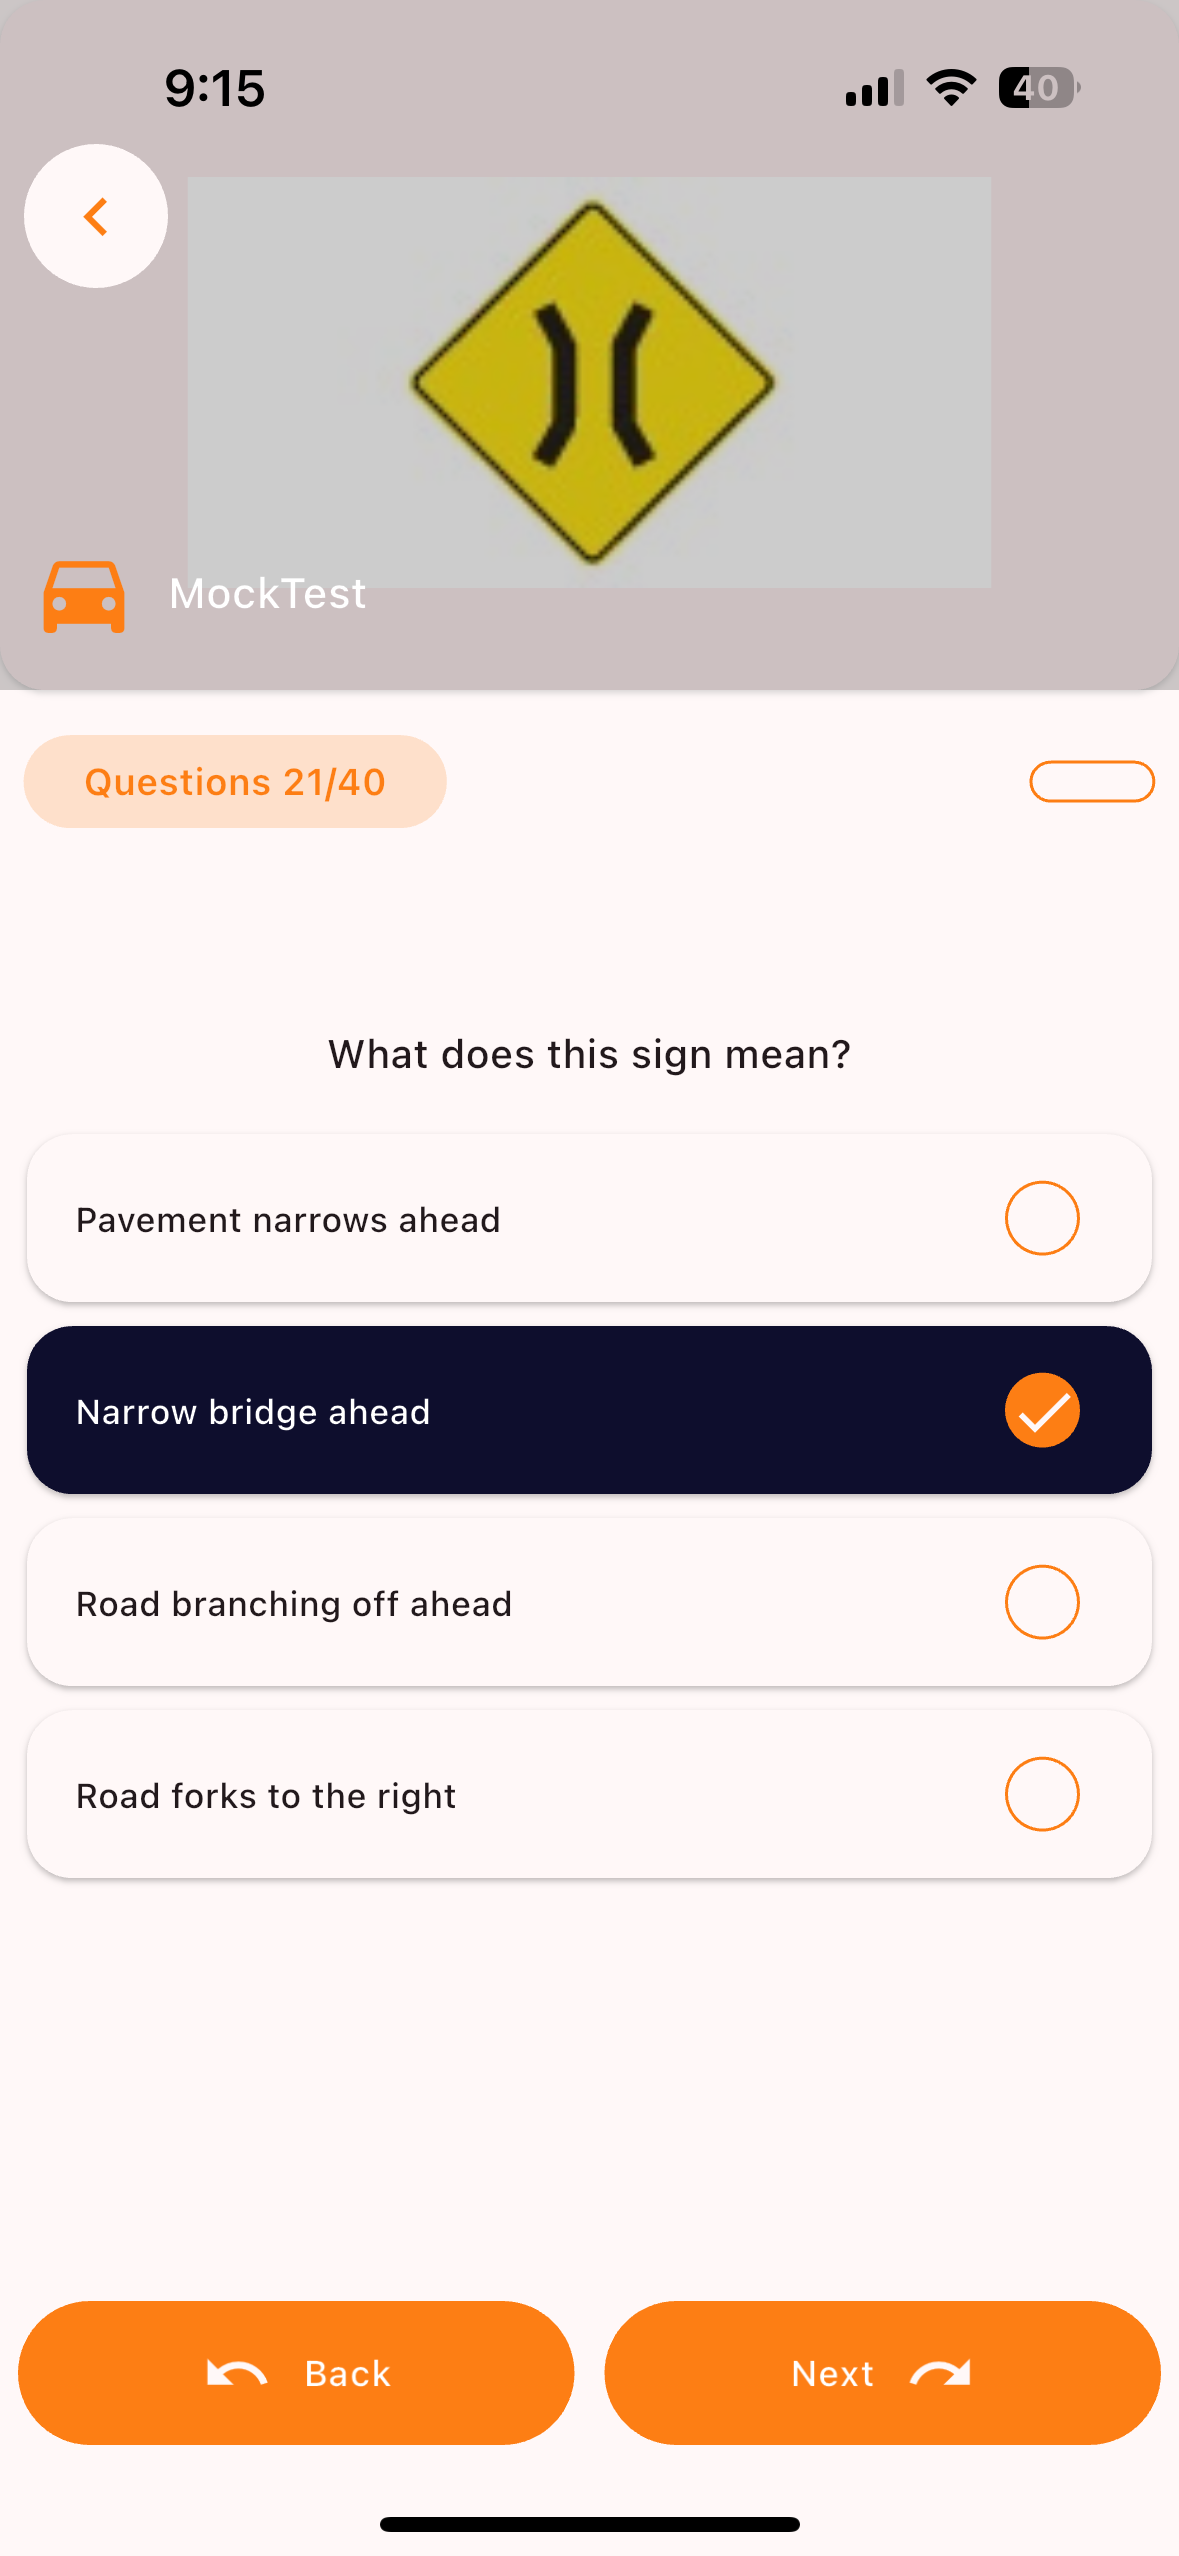 9:15
40
MockTest
Questions 21/40
What does this sign mean?
Pavement narrows ahead
Narrow bridge ahead
Road branching off ahead
Road forks to the right
Back
Next